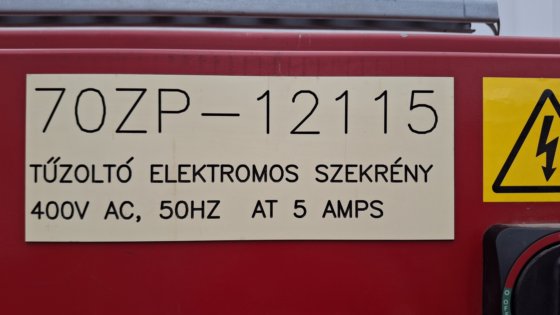 70ZP-12115
TŰZOLTÓ ELEKTROMOS SZEKRÉNY
400V AC, 50HZ AT 5 AMPS